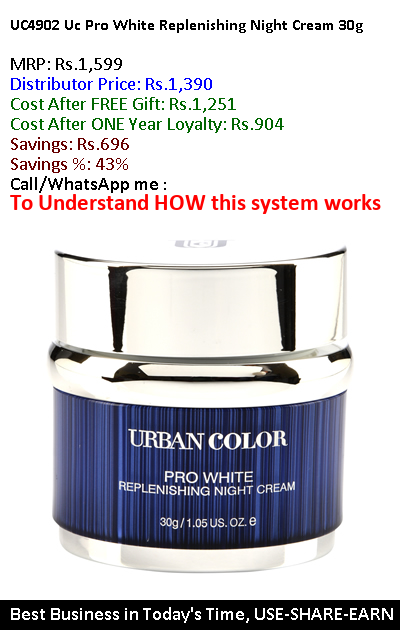 UC4902 Uc Pro White Replenishing Night Cream 30g
MRP: Rs.1,599
Distributor Price: Rs.1,390
Cost After FREE Gift: Rs.1,251
Cost After ONE Year Loyalty: Rs.904
Savings: Rs.696
Savings %: 43%
Call/WhatsApp me :
To Understand HOW this system works
URBAN COLOR
PRO WHITE
REPLENISHING NIGHT CREAM
30g / 1.05 US. OZ. e
Best Business in Today's Time, USE-SHARE-EARN